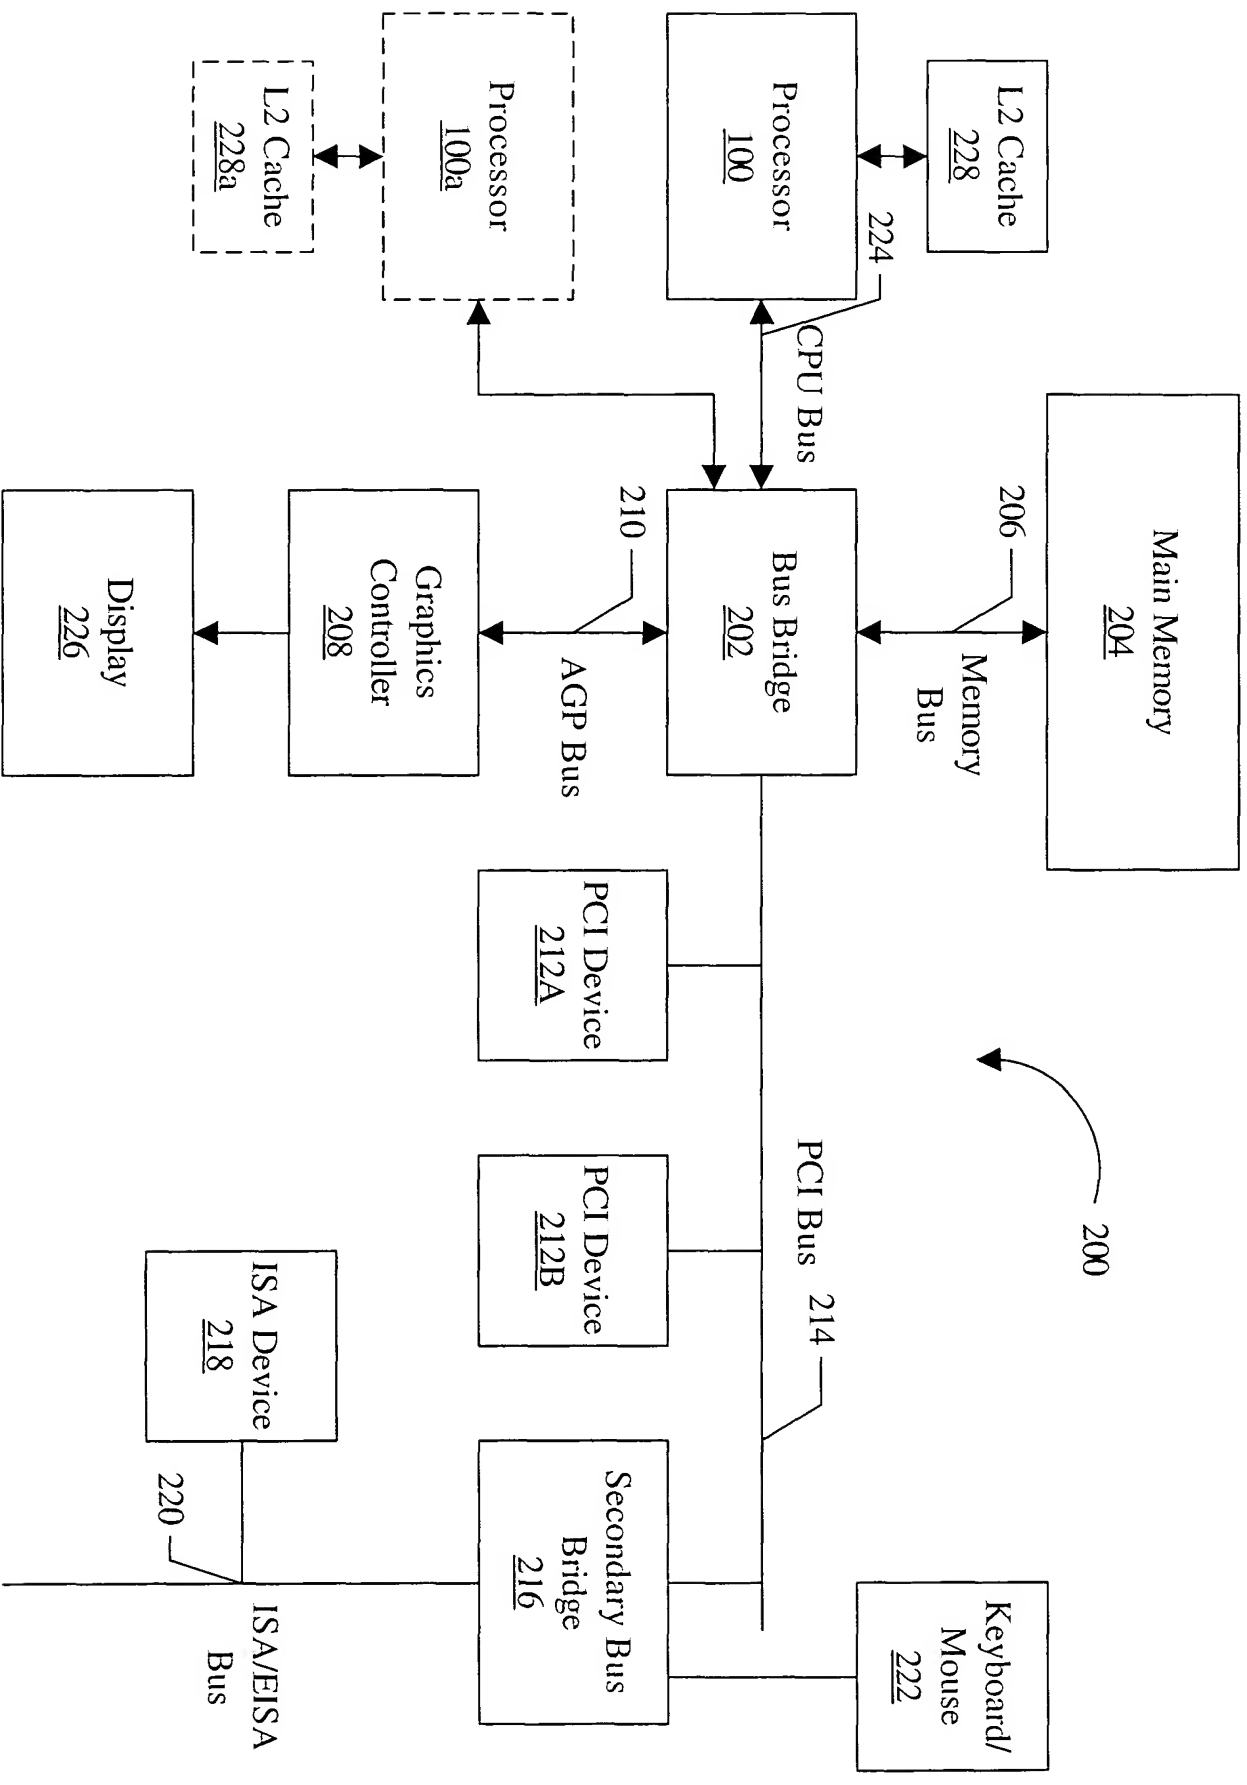 L2 Cache
228
Processor
100
224
CPU Bus
Processor
100a
L2 Cache
228a
Main Memory
204
206
Memory
Bus
Bus Bridge
202
210
AGP Bus
Graphics
Controller
208
Display
226
200
PCI Bus
214
PCI Device
212A
PCI Device
212B
Keyboard/
Mouse
222
Secondary Bus
Bridge
216
ISA Device
218
220
ISA/EISA
Bus